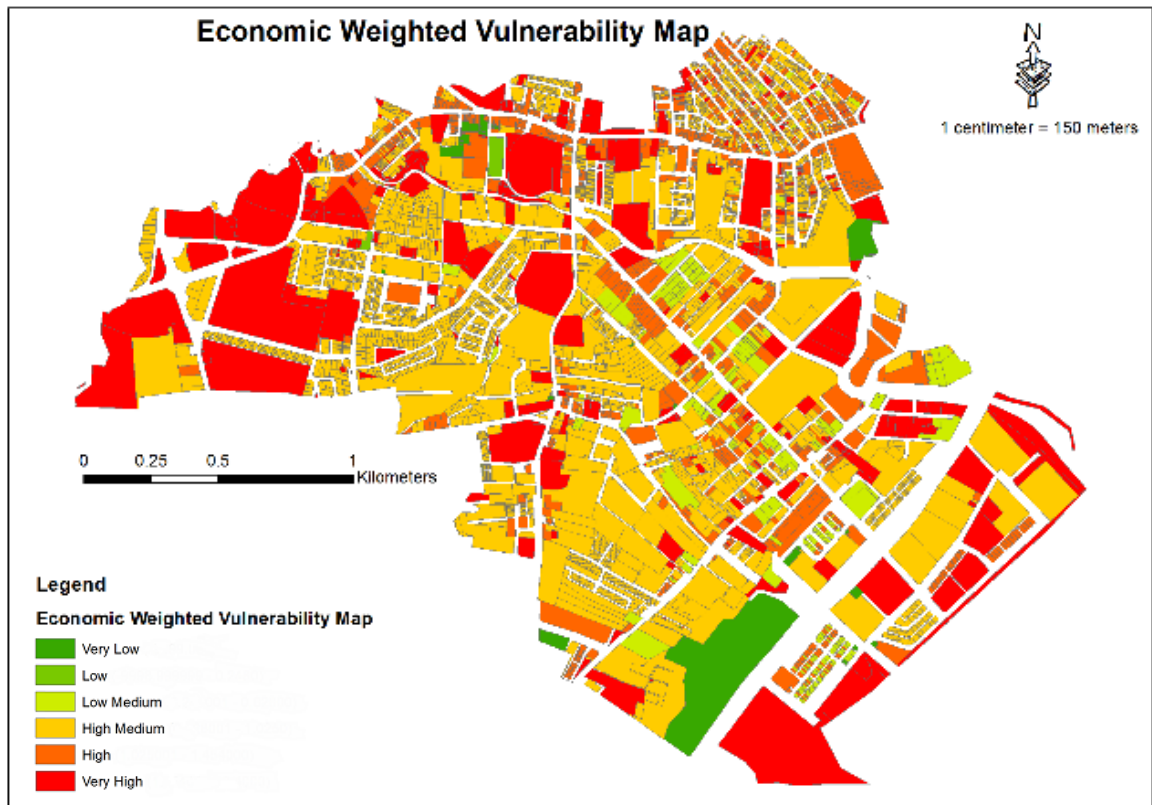 Economic Weighted Vulnerability Map
N
1 centimeter = 150 meters
0 0.25 0.5 1
Kilometers
Legend
Economic Weighted Vulnerability Map
Very Low
Low
Low Medium
High Medium
High
Very High